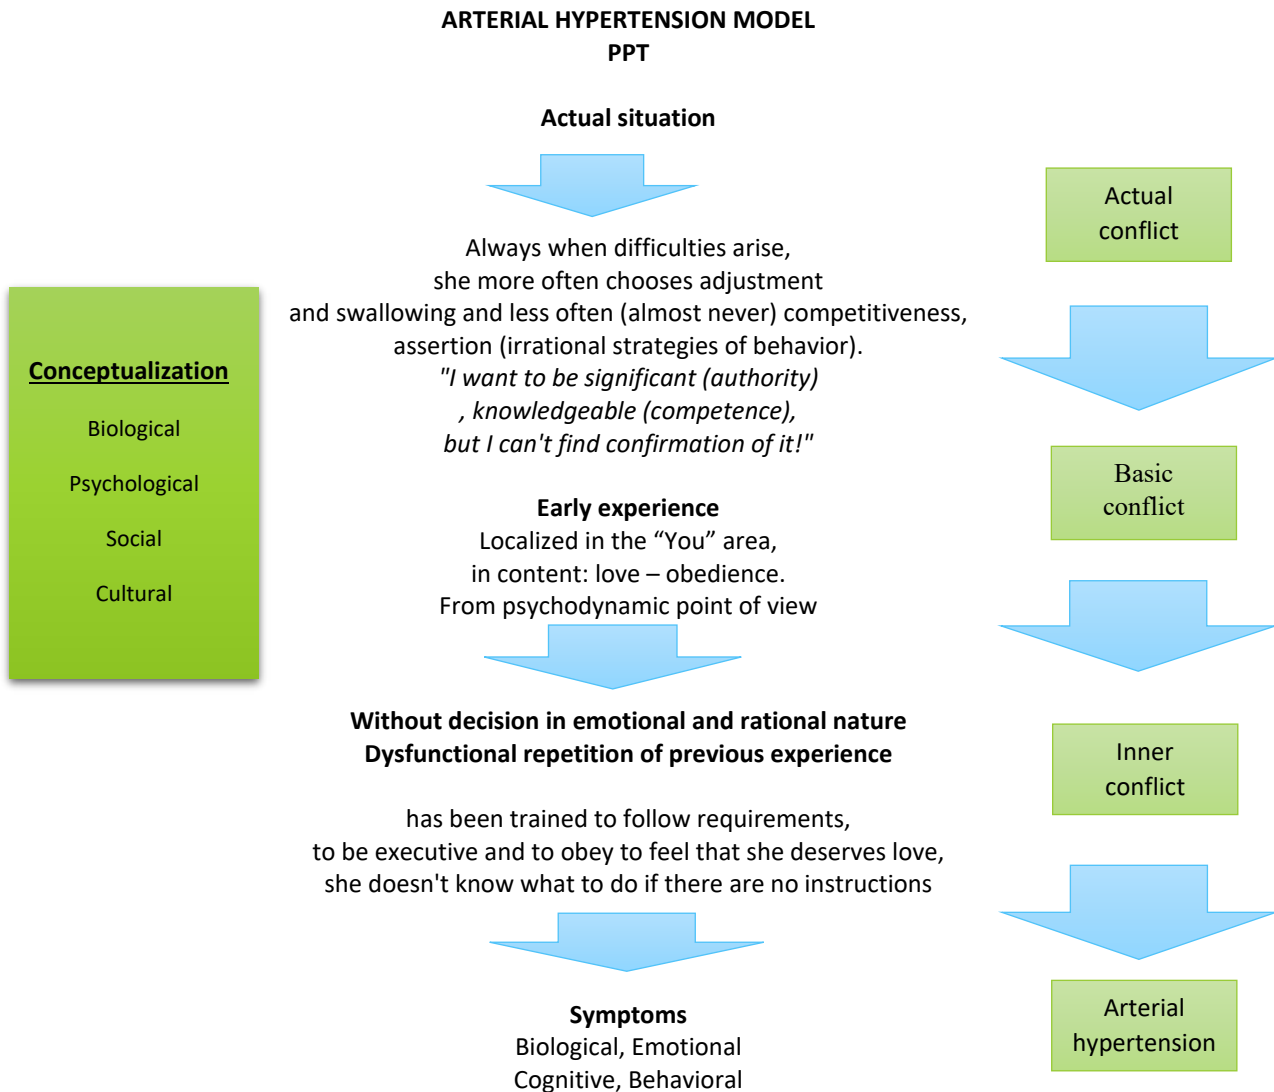 ARTERIAL HYPERTENSION MODEL
PPT
Actual situation
Always when difficulties arise,
she more often chooses adjustment
and swallowing and less often (almost never) competitiveness,
assertion (irrational strategies of behavior).
"I want to be significant (authority)
, knowledgeable (competence),
but I can't find confirmation of it!"
Early experience
Localized in the “You” area,
in content: love – obedience.
From psychodynamic point of view
Without decision in emotional and rational nature
Dysfunctional repetition of previous experience
has been trained to follow requirements,
to be executive and to obey to feel that she deserves love,
she doesn't know what to do if there are no instructions
Symptoms
Biological, Emotional
Cognitive, Behavioral
Conceptualization
Biological
Psychological
Social
Cultural
Actual
conflict
Basic
conflict
Inner
conflict
Arterial
hypertension